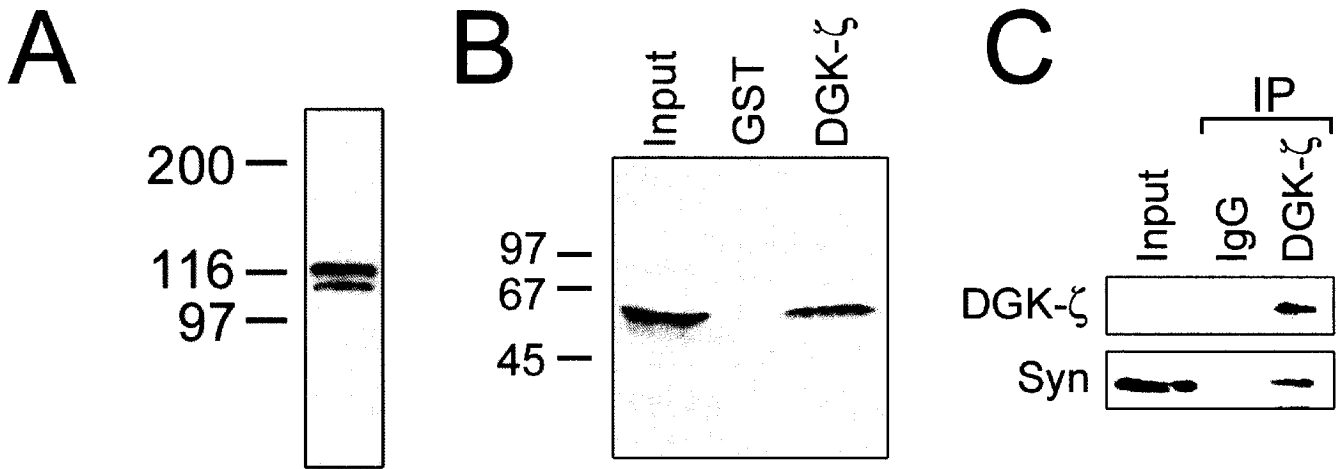 A
200
116
97
B
Input
GST
DGK-ζ
97
67
45
C
IP
Input
IgG
DGK-ζ
DGK-ζ
Syn